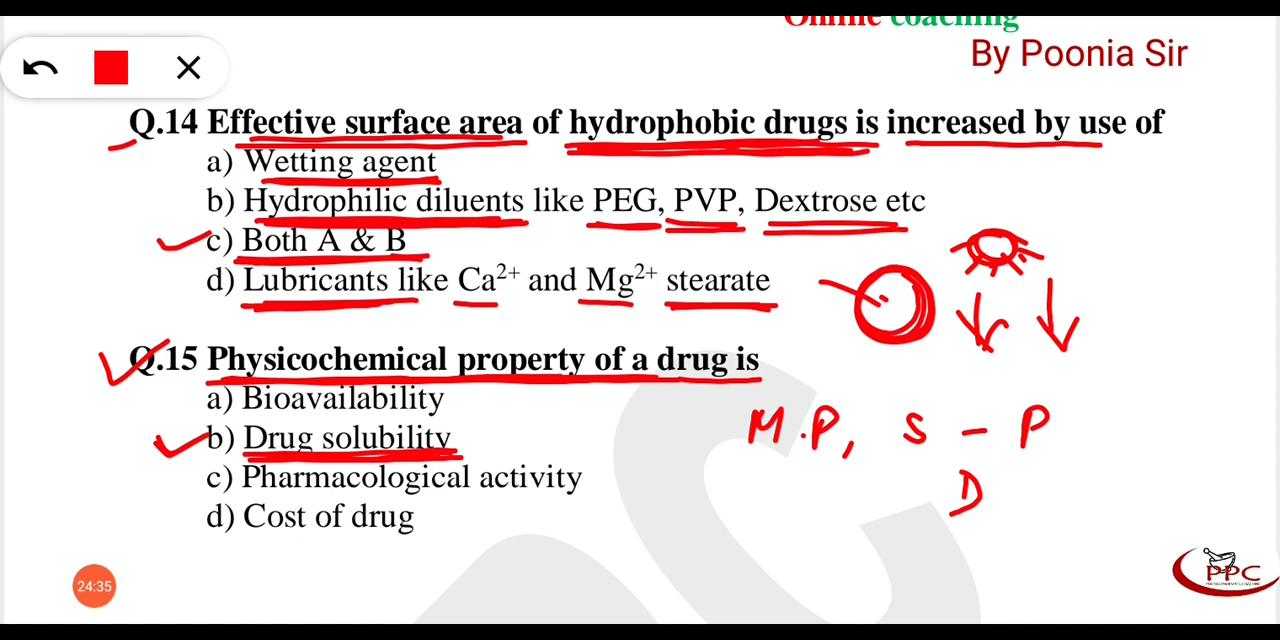 Online coaching
By Poonia Sir
Q.14 Effective surface area of hydrophobic drugs is increased by use of
a) Wetting agent
b) Hydrophilic diluents like PEG, PVP, Dextrose etc
c) Both A & B
d) Lubricants like Ca²⁺ and Mg²⁺ stearate
Q.15 Physicochemical property of a drug is
a) Bioavailability
b) Drug solubility
c) Pharmacological activity
d) Cost of drug
M.P, S - P
D
24:35
PPC